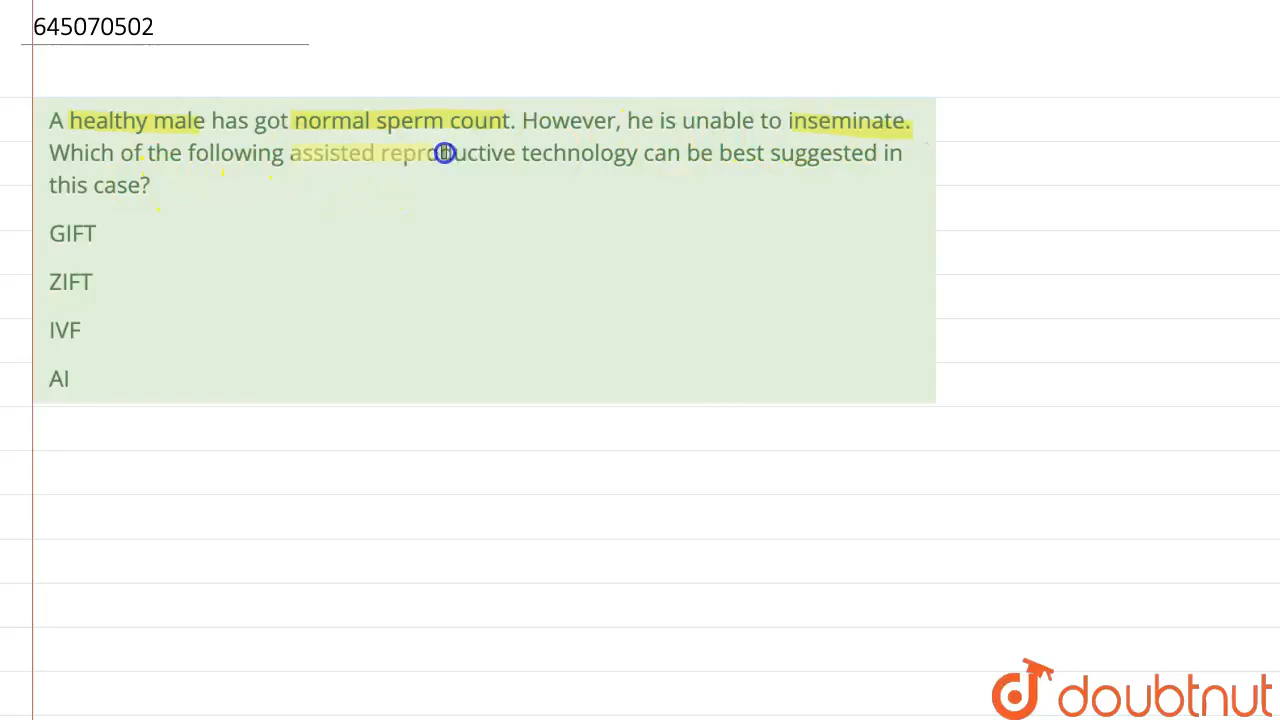 645070502
A healthy male has got normal sperm count. However, he is unable to inseminate.
Which of the following assisted reproductive technology can be best suggested in
this case?
GIFT
ZIFT
IVF
AI
doubtnut